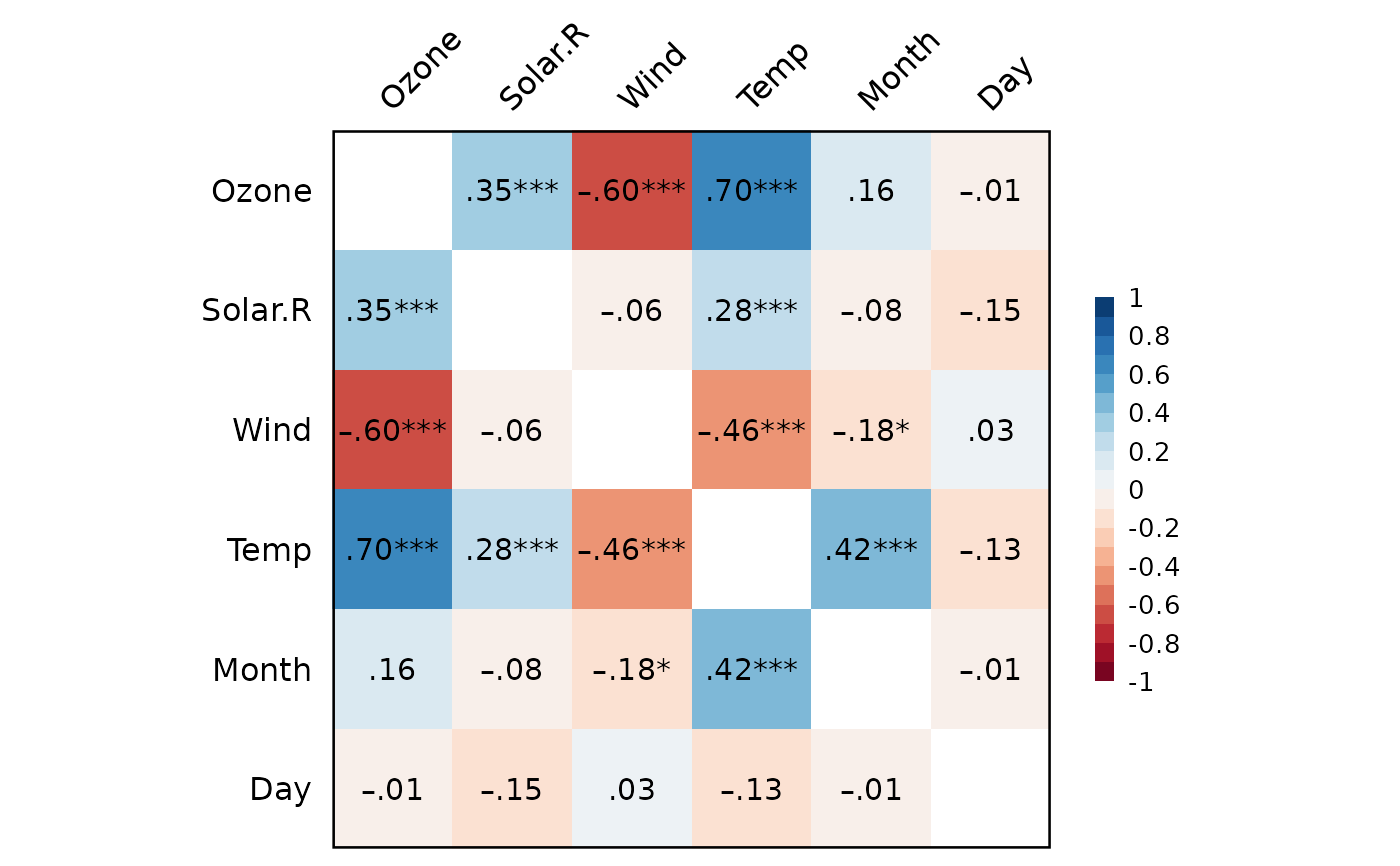 Ozone Solar.R Wind Temp Month Day
Ozone .35*** –.60*** .70*** .16 –.01
Solar.R .35*** –.06 .28*** –.08 –.15
Wind –.60*** –.06 –.46*** –.18* .03
Temp .70*** .28*** –.46*** .42*** –.13
Month .16 –.08 –.18* .42*** –.01
Day –.01 –.15 .03 –.13 –.01
1
0.8
0.6
0.4
0.2
0
-0.2
-0.4
-0.6
-0.8
-1